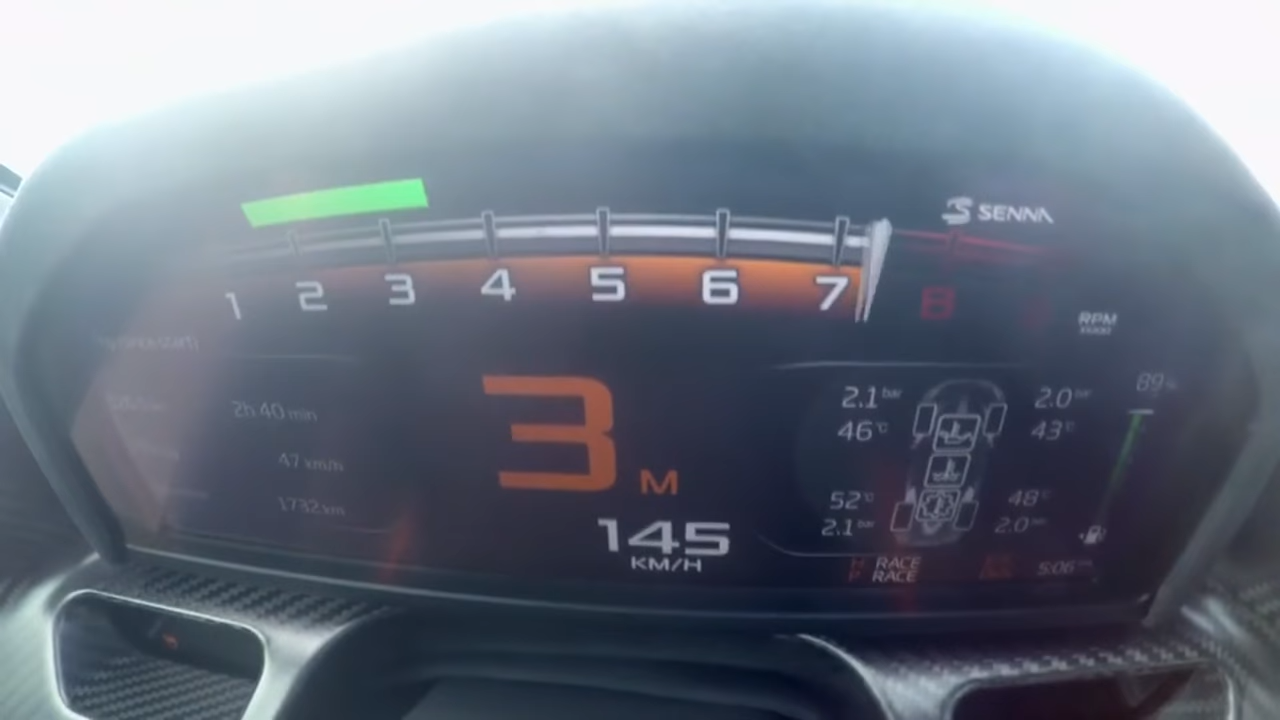 SENNA
1 2 3 4 5 6 7 8
RPM
2h 40 min
47 km/h
1732 km
3 M
145
KM/H
2.1 bar 2.0 bar
46°C 43°C
89%
52°C 48°C
2.1 bar 2.0 bar
H RACE
P RACE
5:06